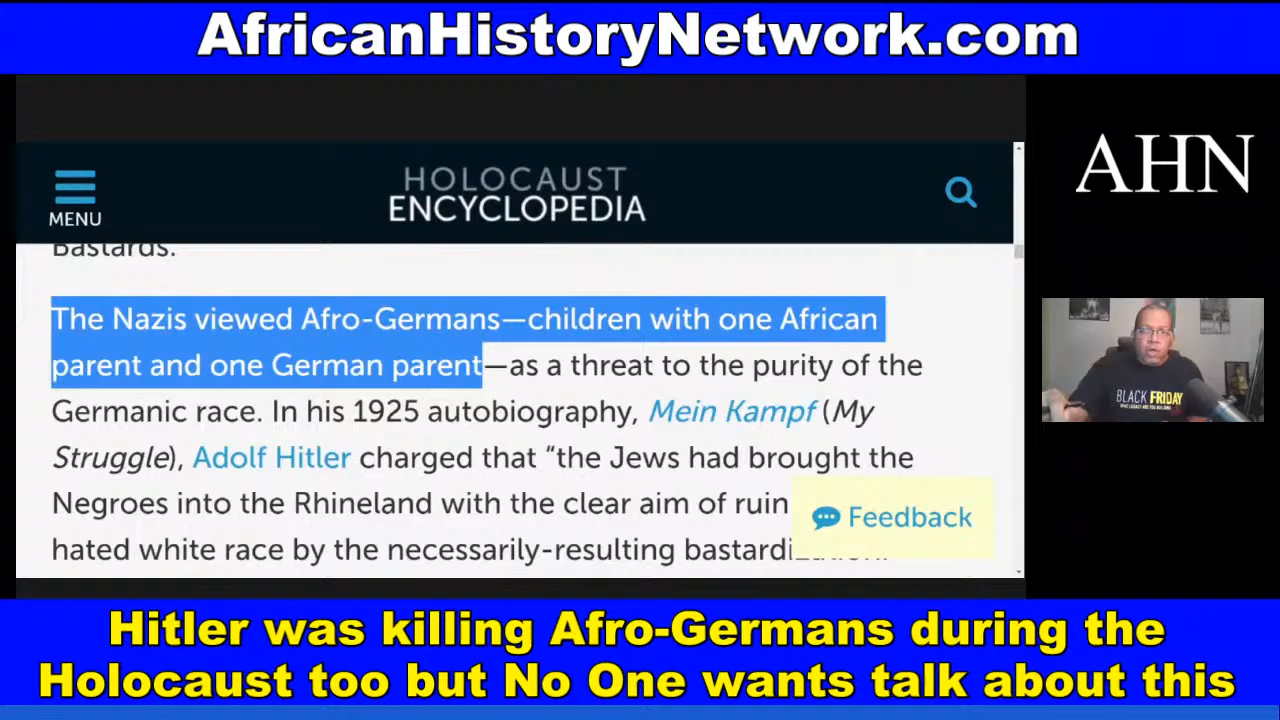 AfricanHistoryNetwork.com
AHN
HOLOCAUST
ENCYCLOPEDIA
MENU
Bastards.
The Nazis viewed Afro-Germans—children with one African
parent and one German parent—as a threat to the purity of the
Germanic race. In his 1925 autobiography, Mein Kampf (My
Struggle), Adolf Hitler charged that “the Jews had brought the
Negroes into the Rhineland with the clear aim of ruin
hated white race by the necessarily-resulting
Feedback
BLACK FRIDAY
Hitler was killing Afro-Germans during the
Holocaust too but No One wants talk about this